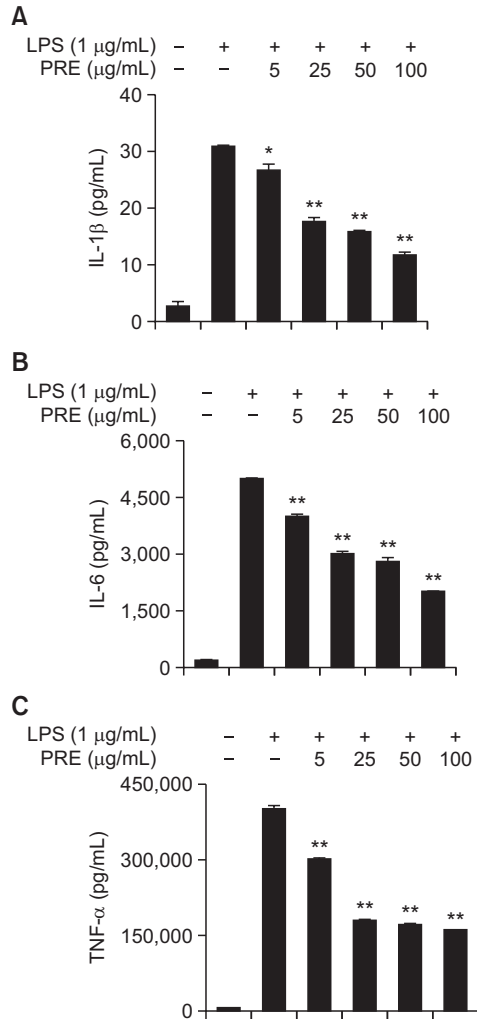 A
LPS (1 μg/mL) – + + + + +
PRE (μg/mL) – – 5 25 50 100
40
30
20
10
0
IL-1β (pg/mL)
*
**
**
**
B
LPS (1 μg/mL) – + + + + +
PRE (μg/mL) – – 5 25 50 100
6,000
4,500
3,000
1,500
0
IL-6 (pg/mL)
**
**
**
**
C
LPS (1 μg/mL) – + + + + +
PRE (μg/mL) – – 5 25 50 100
450,000
300,000
150,000
0
TNF-α (pg/mL)
**
**
**
**